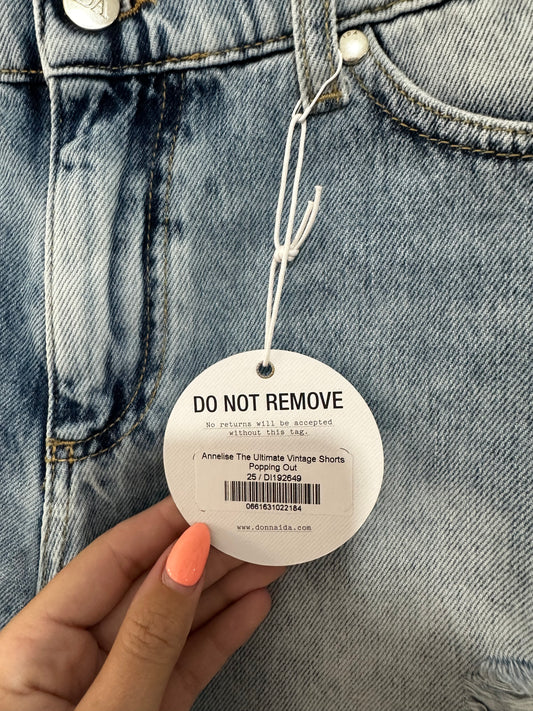 DO NOT REMOVE
No returns will be accepted
without this tag.
Annelise The Ultimate Vintage Shorts
Popping Out
25 / DI192649
0661631022184
www.donnaida.com